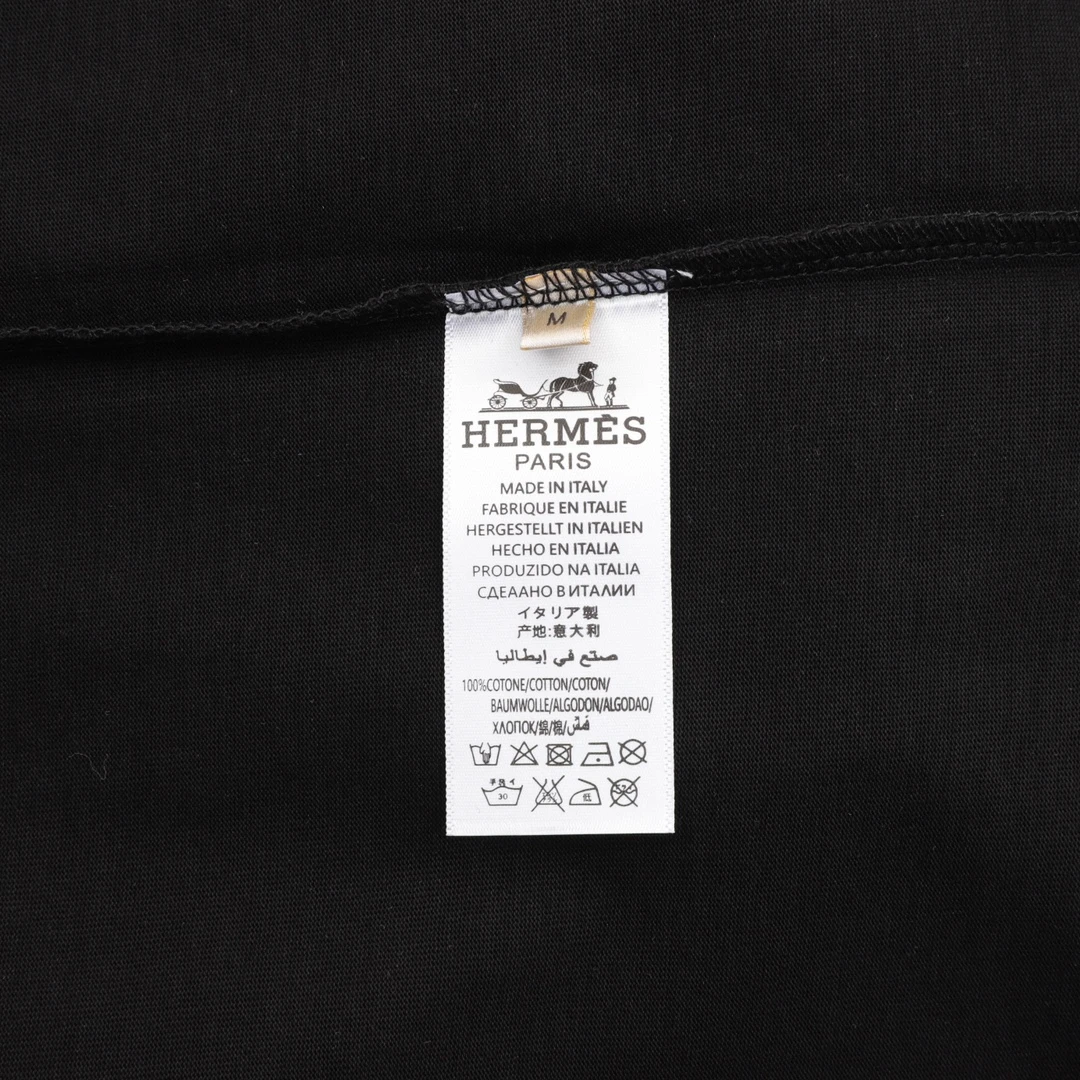 M
HERMÈS
PARIS
MADE IN ITALY
FABRIQUE EN ITALIE
HERGESTELLT IN ITALIEN
HECHO EN ITALIA
PRODUZIDO NA ITALIA
СДЕААНО В ИТАЛИИ
イタリア製
产地:意大利
صنع في إيطاليا
100%COTONE/COTTON/COTON/
BAUMWOLLE/ALGODON/ALGODAO/
ХЛОПОК/綿/棉/
30
低